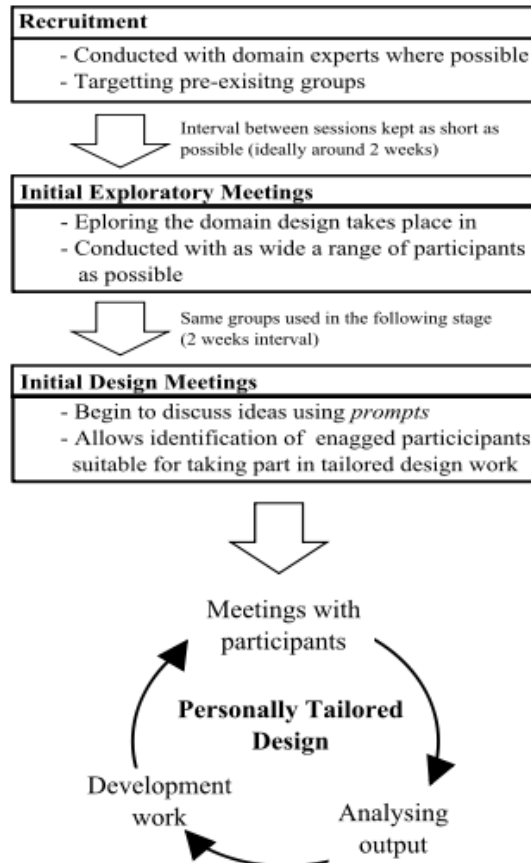 Recruitment
- Conducted with domain experts where possible
- Targetting pre-exisitng groups
Interval between sessions kept as short as
possible (ideally around 2 weeks)
Initial Exploratory Meetings
- Eploring the domain design takes place in
- Conducted with as wide a range of participants
as possible
Same groups used in the following stage
(2 weeks interval)
Initial Design Meetings
- Begin to discuss ideas using prompts
- Allows identification of enagged particicipants
suitable for taking part in tailored design work
Meetings with
participants
Personally Tailored
Design
Development
work
Analysing
output